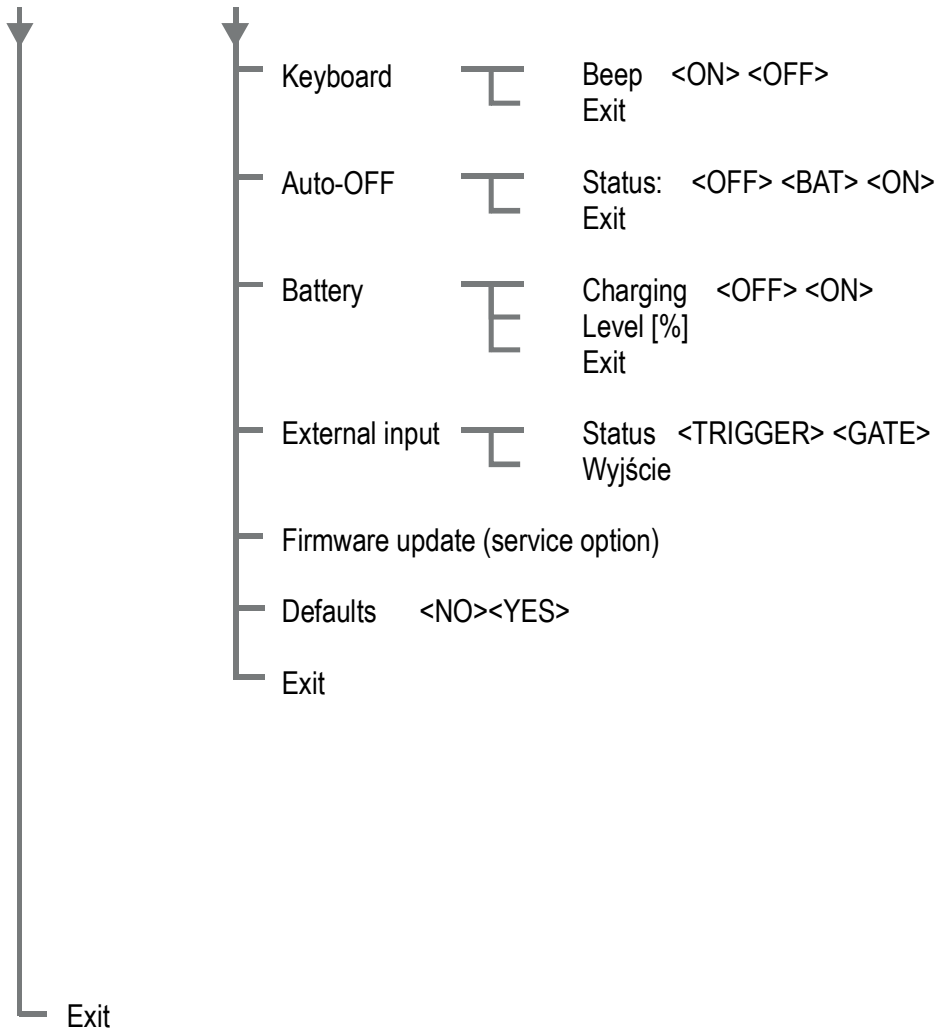 Keyboard Beep <ON> <OFF>
Exit
Auto-OFF Status: <OFF> <BAT> <ON>
Exit
Battery Charging <OFF> <ON>
Level [%]
Exit
External input Status <TRIGGER> <GATE>
Wyjście
Firmware update (service option)
Defaults <NO><YES>
Exit
Exit